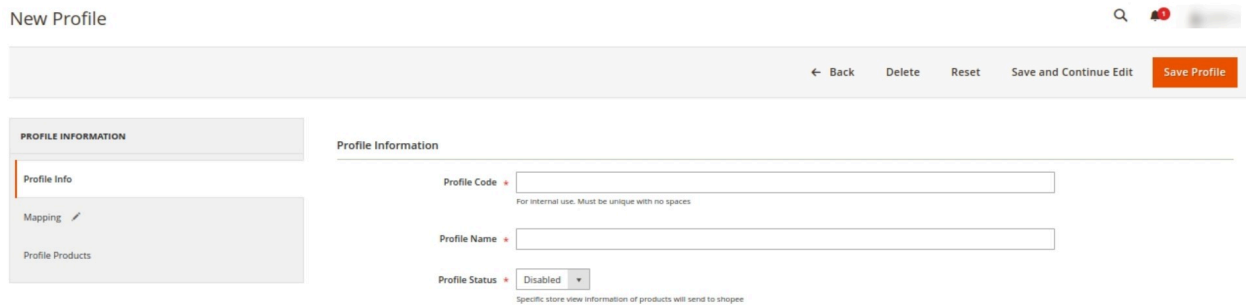 New Profile
1
← Back Delete Reset Save and Continue Edit Save Profile
PROFILE INFORMATION
Profile Info
Mapping
Profile Products
Profile Information
Profile Code *
For internal use. Must be unique with no spaces
Profile Name *
Profile Status * Disabled
Specific store view information of products will send to shopee